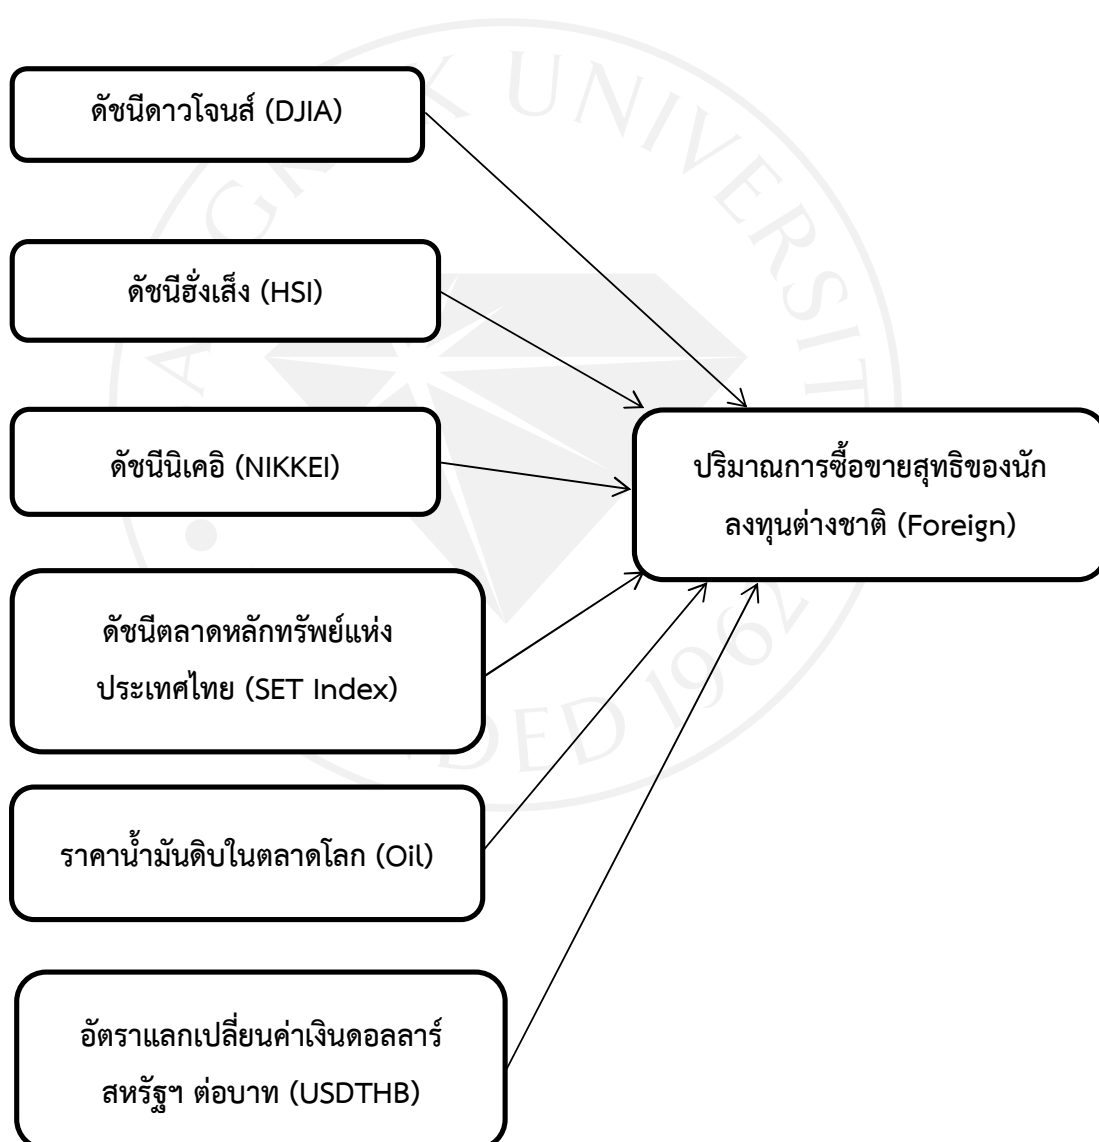 ดัชนีดาวโจนส์ (DJIA)
ดัชนีฮั่งเส็ง (HSI)
ดัชนีนิเคอิ (NIKKEI)
ปริมาณการซื้อขายสุทธิของนัก
ลงทุนต่างชาติ (Foreign)
ดัชนีตลาดหลักทรัพย์แห่ง
ประเทศไทย (SET Index)
ราคาน้ำมันดิบในตลาดโลก (Oil)
อัตราแลกเปลี่ยนค่าเงินดอลลาร์
สหรัฐฯ ต่อบาท (USDTHB)